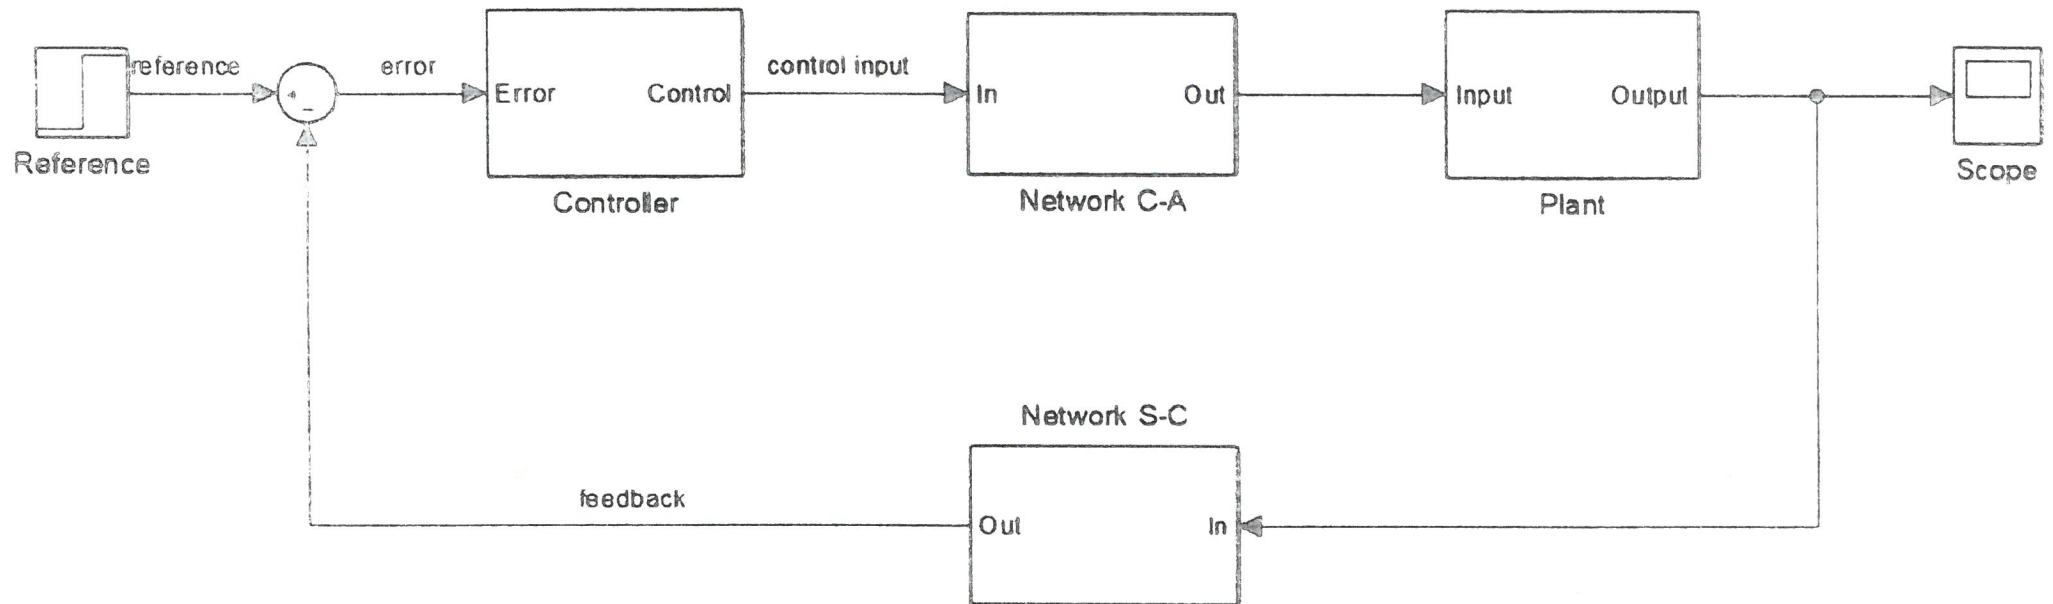 reference
error
control input
Error
Control
In
Out
Input
Output
Reference
Controller
Network C-A
Plant
Scope
Network S-C
feedback
Out
In